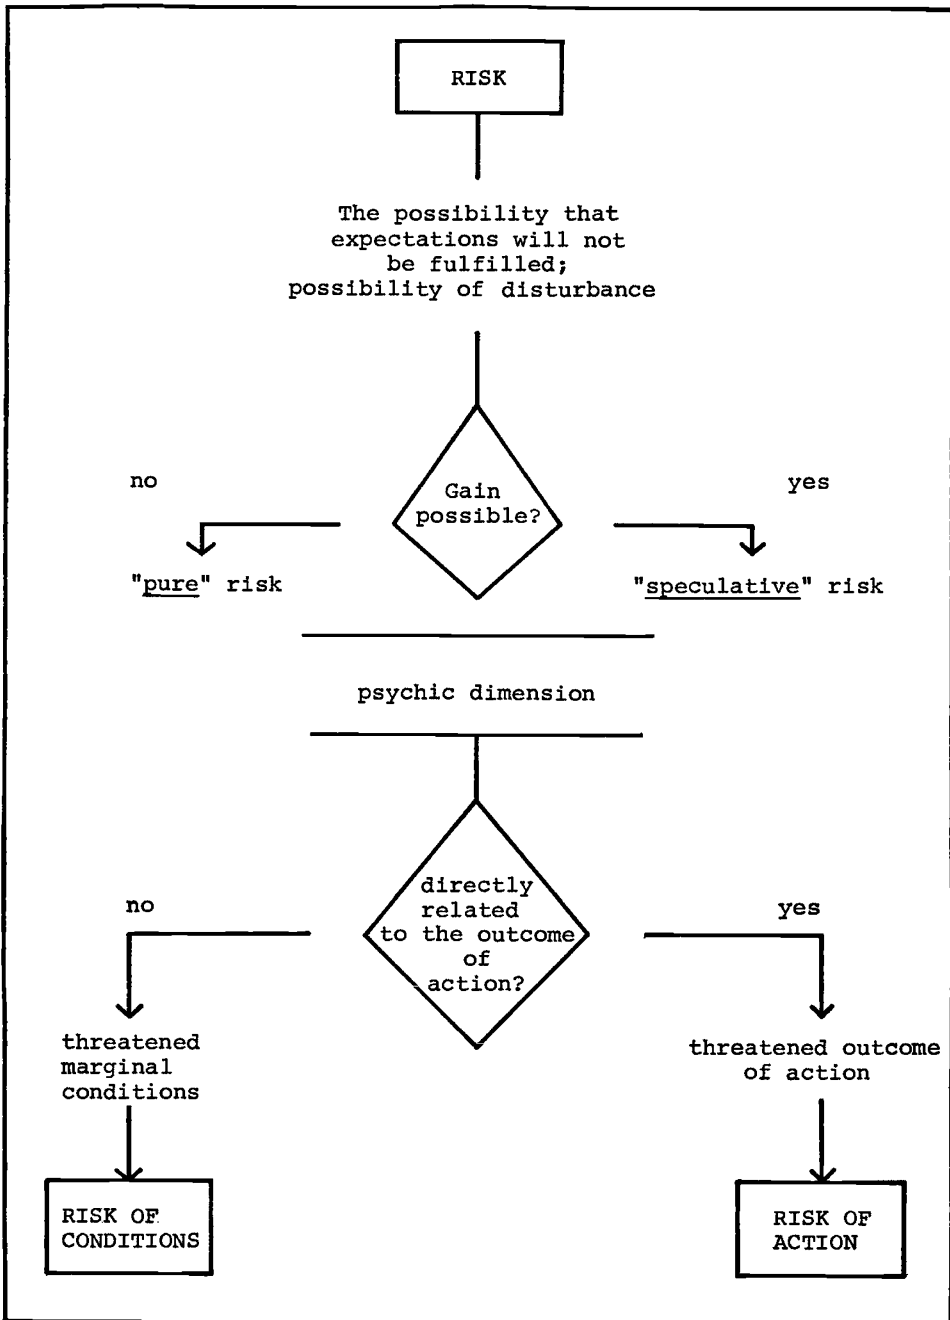 RISK
The possibility that
expectations will not
be fulfilled;
possibility of disturbance
no
yes
Gain
possible?
"pure" risk
"speculative" risk
psychic dimension
directly
related
to the outcome
of
action?
no
yes
threatened
marginal
conditions
threatened outcome
of action
RISK OF
CONDITIONS
RISK OF
ACTION